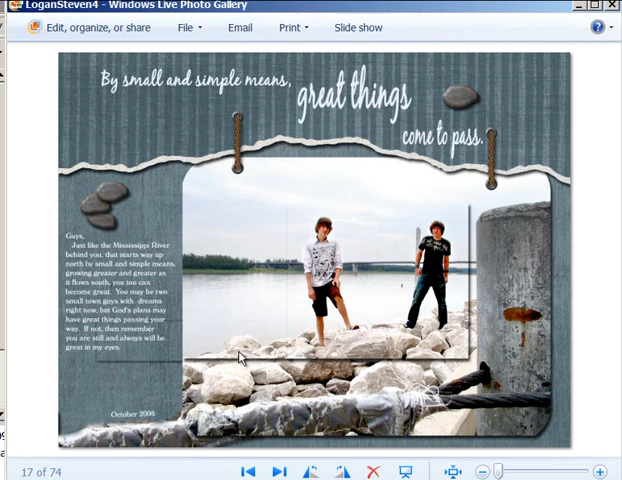 LoganSteven4 - Windows Live Photo Gallery
Edit, organize, or share File Email Print Slide show
By small and simple means,
great things
come to pass.
Guys,
Just like the Mississippi River
behind you, that starts way up
north by small and simple means,
growing greater and greater as
it flows south, you too can
become great. You may be two
small town guys with dreams
right now, but God's plans may
have great things passing your
way. If not, then remember
you are still and always will be
great in my eyes.
October 2008
17 of 74